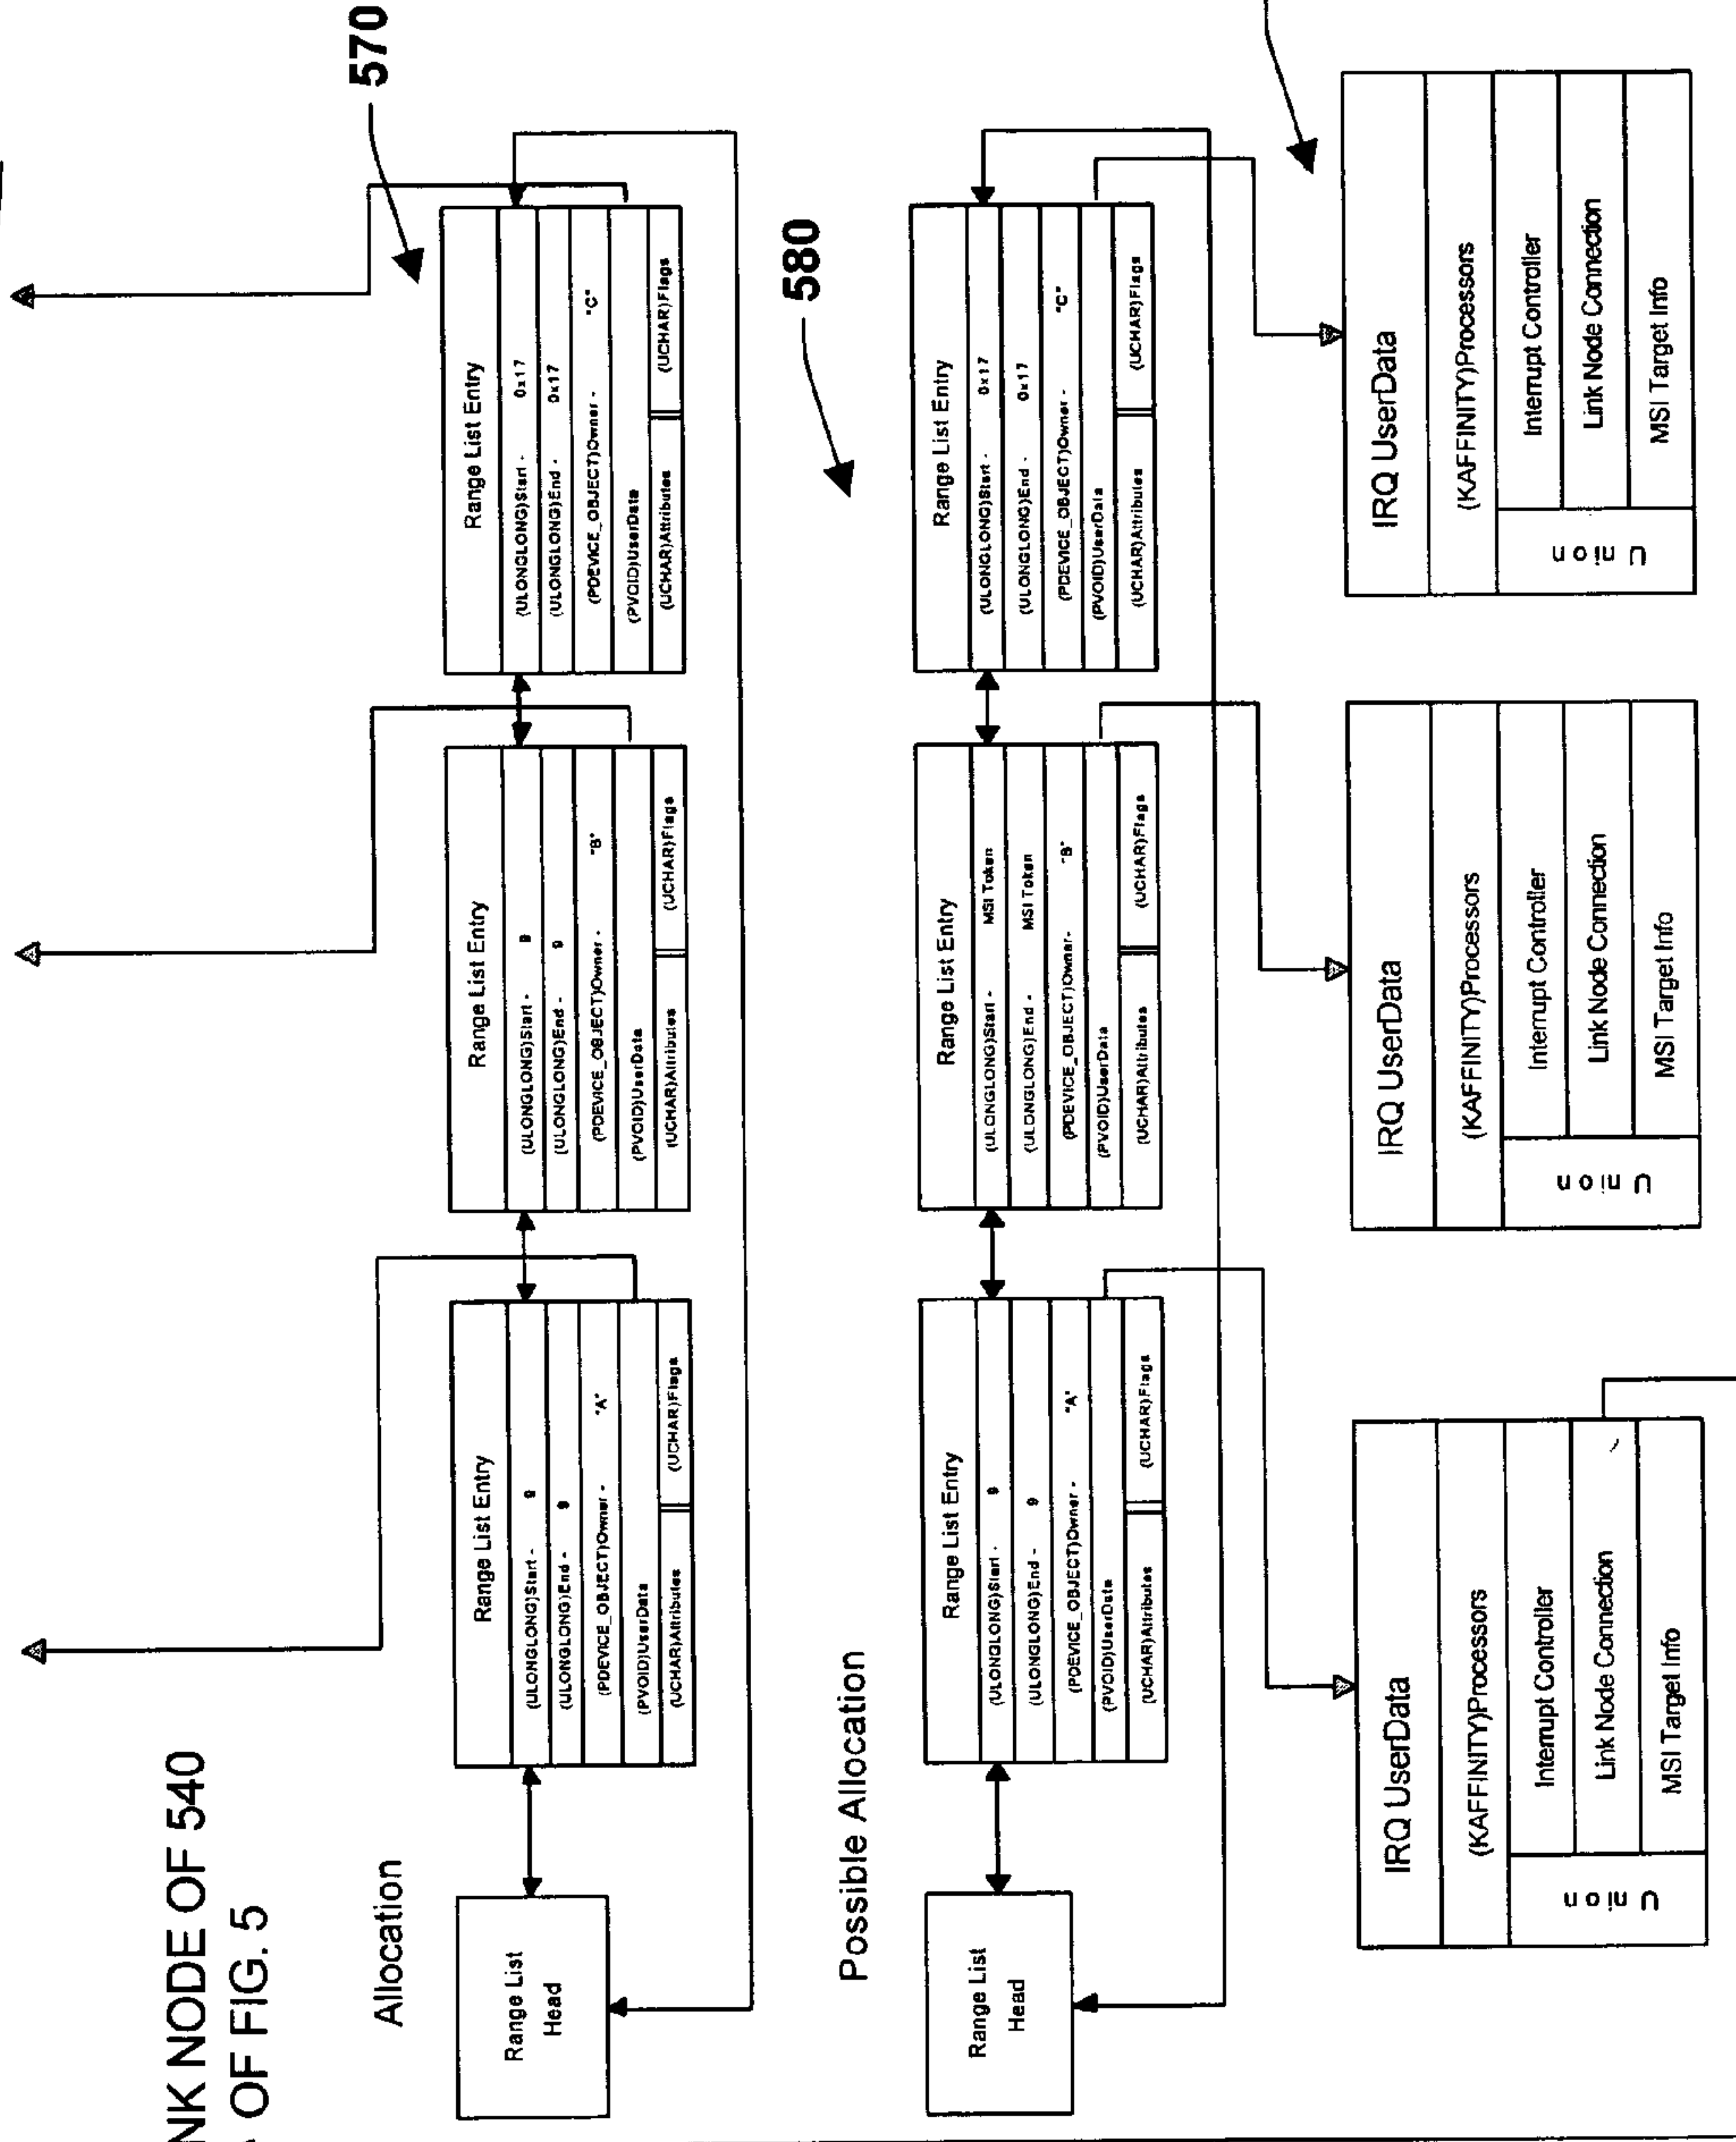 NK NODE OF 540
OF FIG. 5
Allocation
570
Range List
Head
Range List Entry
(ULONGLONG)Start - 9
(ULONGLONG)End - 9
(PDEVICE_OBJECT)Owner - "A"
(PVOID)UserData
(UCHAR)Attributes (UCHAR)Flags
Range List Entry
(ULONGLONG)Start - 9
(ULONGLONG)End - 9
(PDEVICE_OBJECT)Owner - "B"
(PVOID)UserData
(UCHAR)Attributes (UCHAR)Flags
Range List Entry
(ULONGLONG)Start - 0x17
(ULONGLONG)End - 0x17
(PDEVICE_OBJECT)Owner - "C"
(PVOID)UserData
(UCHAR)Attributes (UCHAR)Flags
Possible Allocation
580
Range List
Head
Range List Entry
(ULONGLONG)Start - 9
(ULONGLONG)End - 9
(PDEVICE_OBJECT)Owner - "A"
(PVOID)UserData
(UCHAR)Attributes (UCHAR)Flags
Range List Entry
(ULONGLONG)Start - MSI Token
(ULONGLONG)End - MSI Token
(PDEVICE_OBJECT)Owner- "B"
(PVOID)UserData
(UCHAR)Attributes (UCHAR)Flags
Range List Entry
(ULONGLONG)Start - 0x17
(ULONGLONG)End - 0x17
(PDEVICE_OBJECT)Owner - "C"
(PVOID)UserData
(UCHAR)Attributes (UCHAR)Flags
IRQ UserData
(KAFFINITY)Processors
Union
Interrupt Controller
Link Node Connection
MSI Target Info
IRQ UserData
(KAFFINITY)Processors
Union
Interrupt Controller
Link Node Connection
MSI Target Info
IRQ UserData
(KAFFINITY)Processors
Union
Interrupt Controller
Link Node Connection
MSI Target Info